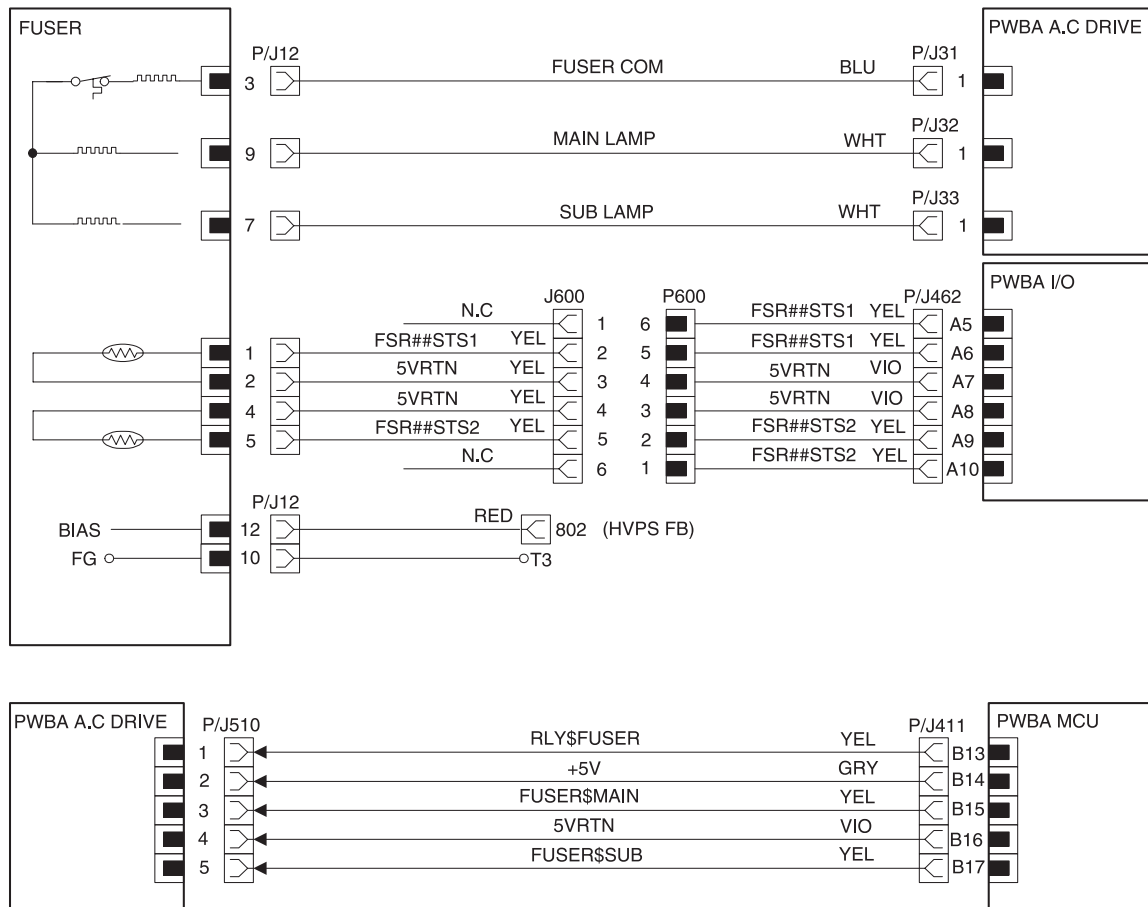 FUSER
PWBA A.C DRIVE
P/J12
P/J31
3 FUSER COM BLU 1
P/J32
9 MAIN LAMP WHT 1
P/J33
7 SUB LAMP WHT 1
PWBA I/O
J600 P600 P/J462
N.C 1 6 FSR##STS1 YEL A5
1 FSR##STS1 YEL 2 5 FSR##STS1 YEL A6
2 5VRTN YEL 3 4 5VRTN VIO A7
4 5VRTN YEL 4 3 5VRTN VIO A8
5 FSR##STS2 YEL 5 2 FSR##STS2 YEL A9
N.C 6 1 FSR##STS2 YEL A10
P/J12
BIAS 12 RED 802 (HVPS FB)
FG 10 T3
PWBA A.C DRIVE P/J510 P/J411 PWBA MCU
1 RLY$FUSER YEL B13
2 +5V GRY B14
3 FUSER$MAIN YEL B15
4 5VRTN VIO B16
5 FUSER$SUB YEL B17